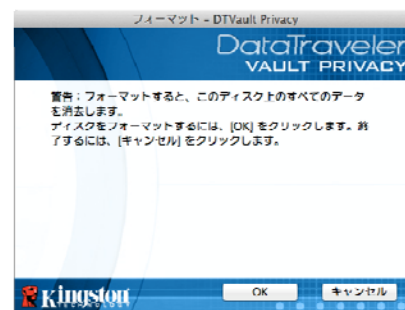 フォーマット – DTVault Privacy
DataTraveler
VAULT PRIVACY
警告：フォーマットすると、このディスク上のすべてのデータ
を消去します。
ディスクをフォーマットするには、[OK] をクリックします。終
了するには、[キャンセル] をクリックします。
Kingston
TECHNOLOGY
OK
キャンセル